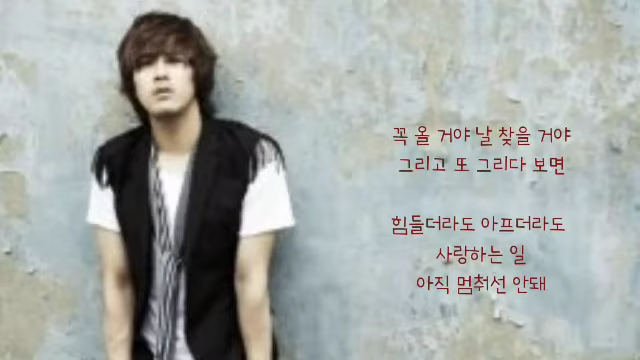 꼭 올 거야 날 찾을 거야
그리고 또 그리다 보면
힘들더라도 아프더라도
사랑하는 일
아직 멈춰선 안돼